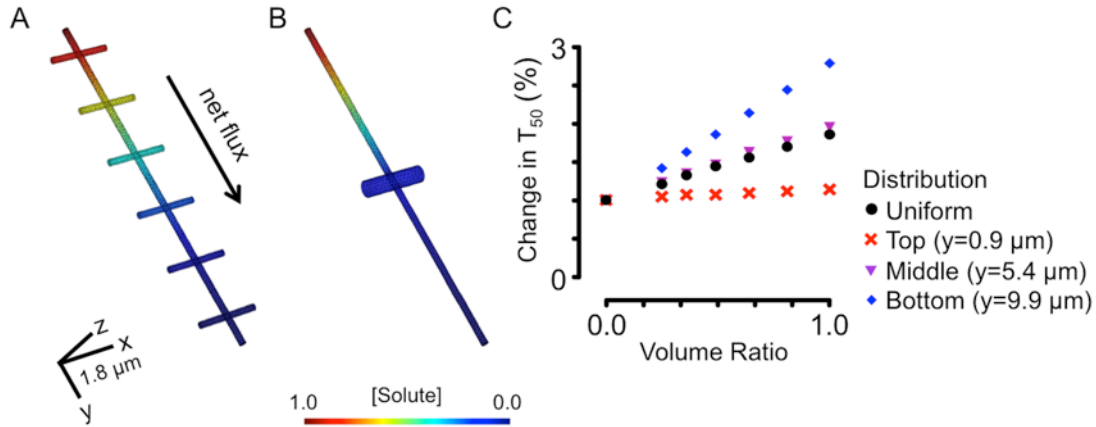 A
B
C
net flux
z
x
1.8 μm
y
[Solute]
1.0
0.0
Change in T50 (%)
3
0
0.0
1.0
Volume Ratio
Distribution
Uniform
Top (y=0.9 μm)
Middle (y=5.4 μm)
Bottom (y=9.9 μm)